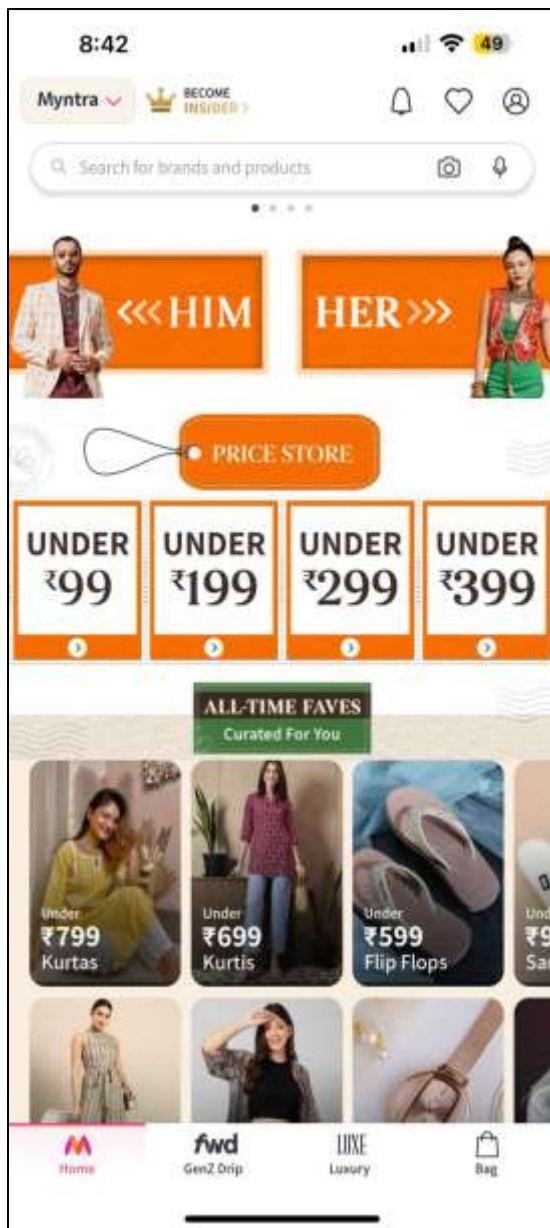 8:42
49
Myntra
BECOME
INSIDER >
Search for brands and products
<<< HIM
HER >>>
PRICE STORE
UNDER
₹99
UNDER
₹199
UNDER
₹299
UNDER
₹399
ALL-TIME FAVES
Curated For You
Under
₹799
Kurtas
Under
₹699
Kurtis
Under
₹599
Flip Flops
Home
fwd
GenZ Drip
LUXE
Luxury
Bag